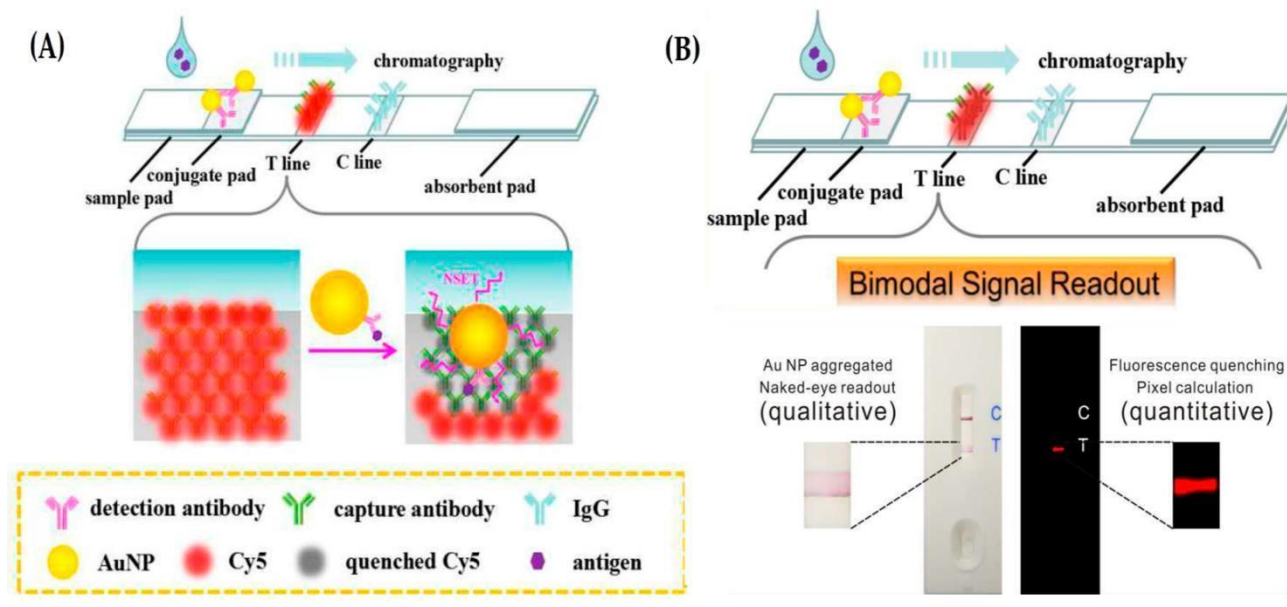 (A)
chromatography
conjugate pad
sample pad
T line
C line
absorbent pad
NSET
detection antibody
capture antibody
IgG
AuNP
Cy5
quenched Cy5
antigen
(B)
chromatography
conjugate pad
sample pad
T line
C line
absorbent pad
Bimodal Signal Readout
Au NP aggregated
Naked-eye readout
(qualitative)
C
T
C
T
Fluorescence quenching
Pixel calculation
(quantitative)